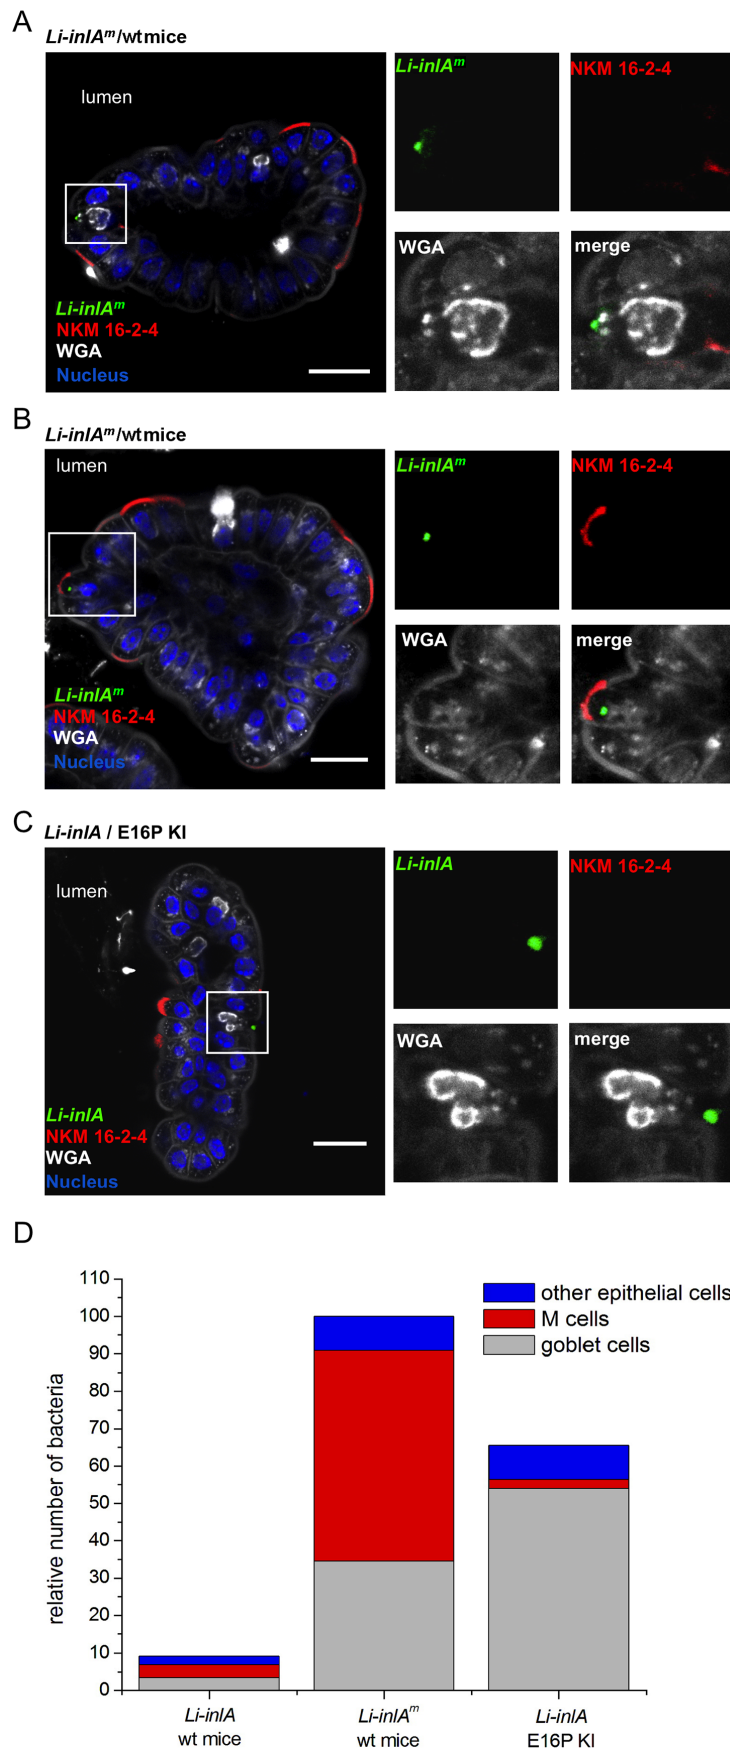 A
Li-inlAᵐ/wt mice
lumen
Li-inlAᵐ
NKM 16-2-4
WGA
Nucleus
Li-inlAᵐ
NKM 16-2-4
WGA
merge
B
Li-inlAᵐ/wt mice
lumen
Li-inlAᵐ
NKM 16-2-4
WGA
Nucleus
Li-inlAᵐ
NKM 16-2-4
WGA
merge
C
Li-inlA / E16P KI
lumen
Li-inlA
NKM 16-2-4
WGA
Nucleus
Li-inlA
NKM 16-2-4
WGA
merge
D
relative number of bacteria
110
100
90
80
70
60
50
40
30
20
10
0
other epithelial cells
M cells
goblet cells
Li-inlA
wt mice
Li-inlAᵐ
wt mice
Li-inlA
E16P KI